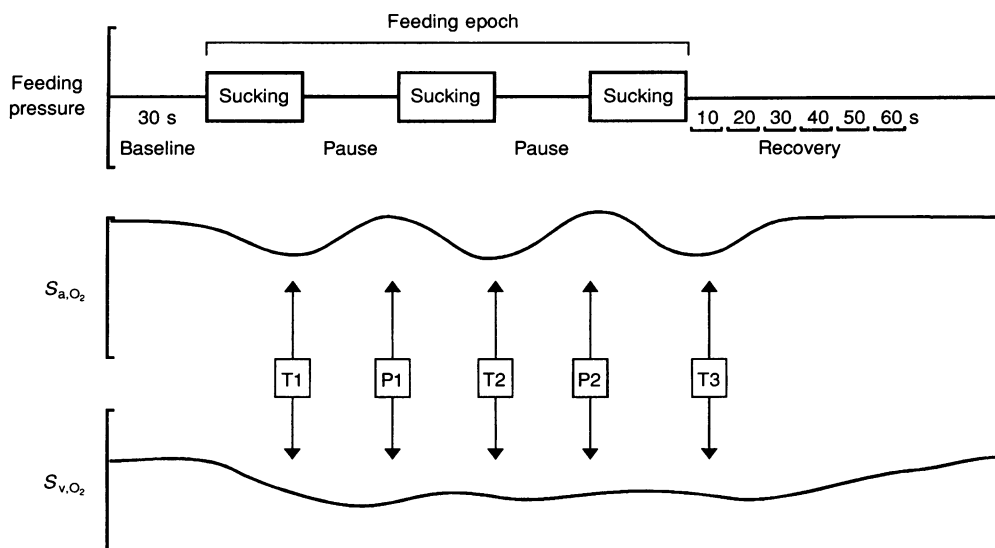 Feeding epoch
Feeding
pressure
Sucking Sucking Sucking
30 s
10 20 30 40 50 60 s
Baseline Pause Pause Recovery
Sa,O2
T1 P1 T2 P2 T3
Sv,O2